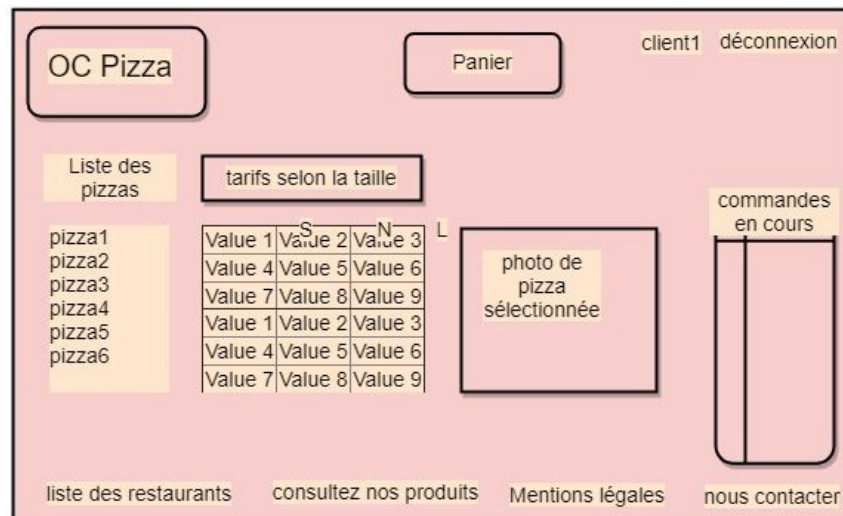 OC Pizza
Panier
client1 déconnexion
Liste des
pizzas
tarifs selon la taille
commandes
en cours
S N L
pizza1
pizza2
pizza3
pizza4
pizza5
pizza6
Value 1 Value 2 Value 3
Value 4 Value 5 Value 6
Value 7 Value 8 Value 9
Value 1 Value 2 Value 3
Value 4 Value 5 Value 6
Value 7 Value 8 Value 9
photo de
pizza
sélectionnée
liste des restaurants
consultez nos produits
Mentions légales
nous contacter